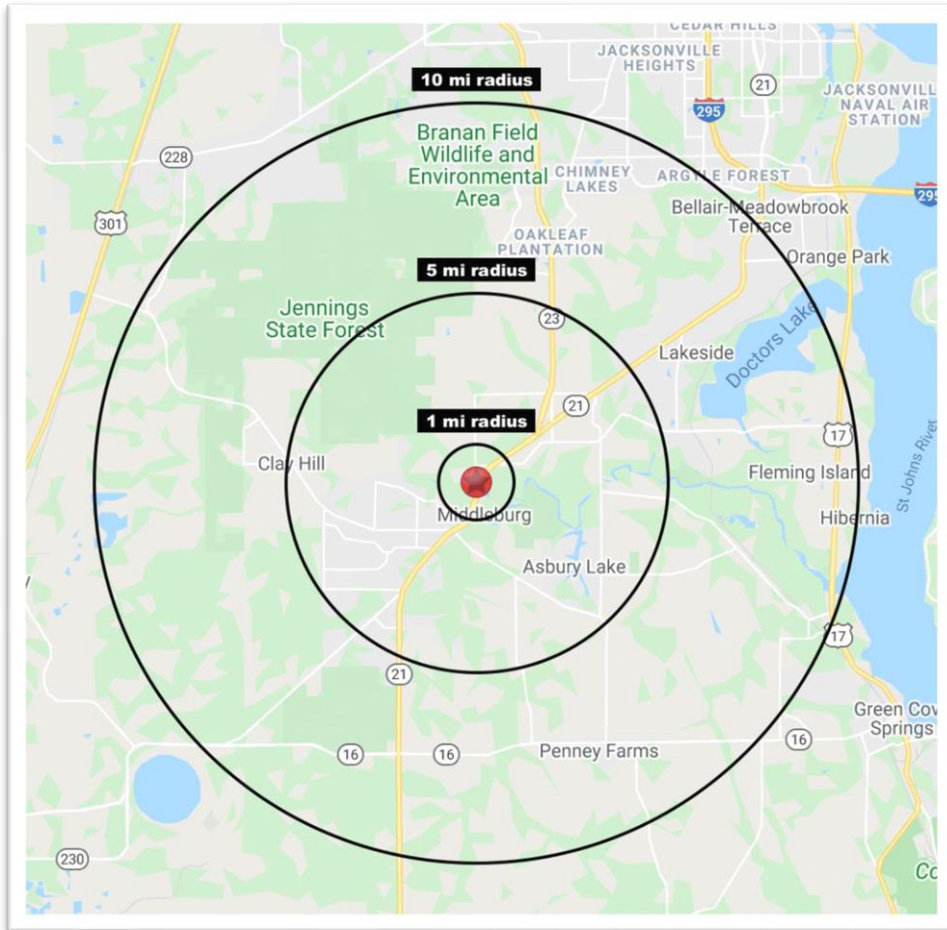 CEDAR HILLS
JACKSONVILLE
HEIGHTS
21
JACKSONVILL
NAVAL AIR
STATION
295
10 mi radius
Branan Field
Wildlife and
Environmental
Area
228
CHIMNEY
LAKES
ARGYLE FOREST
295
301
Bellair-Meadowbrook
Terrace
OAKLEAF
PLANTATION
Orange Park
5 mi radius
Jennings
State Forest
23
Doctors Lake
Lakeside
21
1 mi radius
17
St Johns River
Clay Hill
Fleming Island
Middleburg
Hibernia
Asbury Lake
y
17
21
Green Cov
Springs
16
16
Penney Farms
16
230
Co